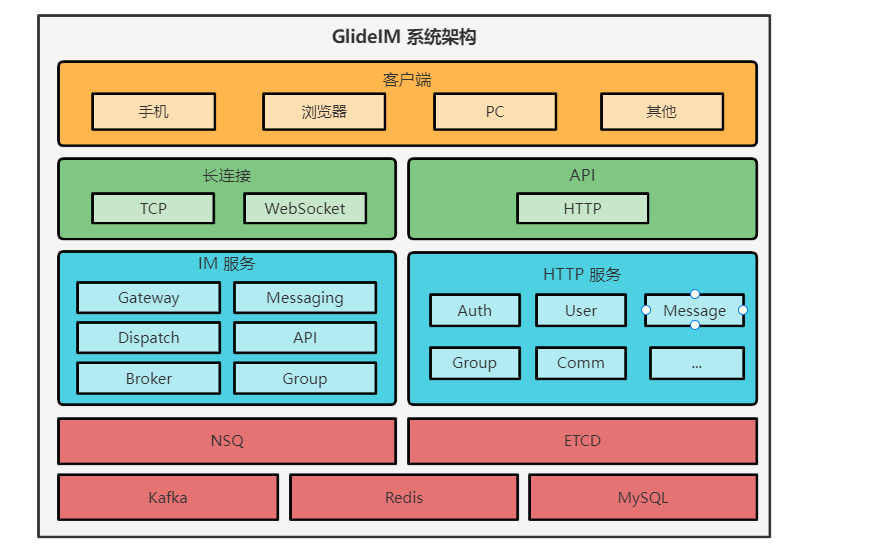 GlideIM 系统架构
客户端
手机 浏览器 PC 其他
长连接
TCP WebSocket
API
HTTP
IM 服务
Gateway Messaging
Dispatch API
Broker Group
HTTP 服务
Auth User Message
Group Comm ...
NSQ ETCD
Kafka Redis MySQL